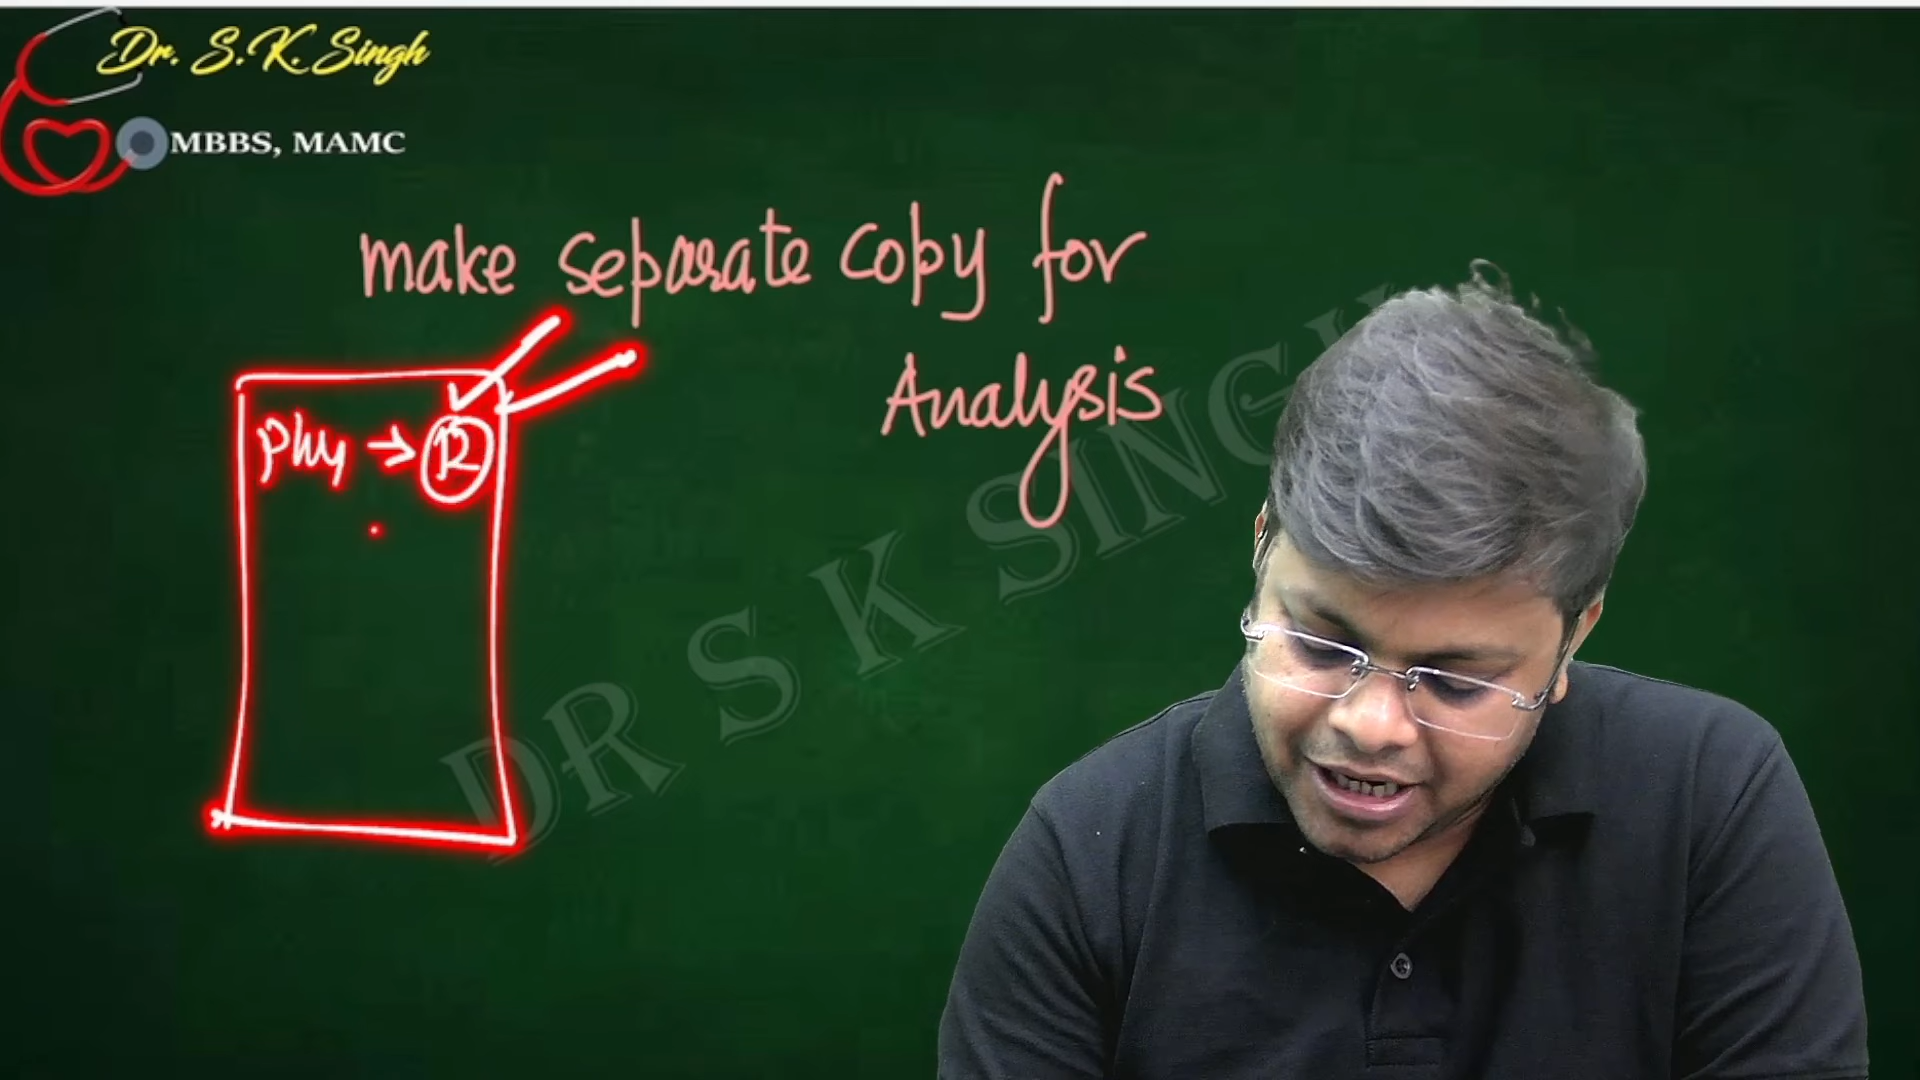 Dr. S. K. Singh
MBBS, MAMC
make separate copy for
Analysis
Phy → R
DR S K SINGH